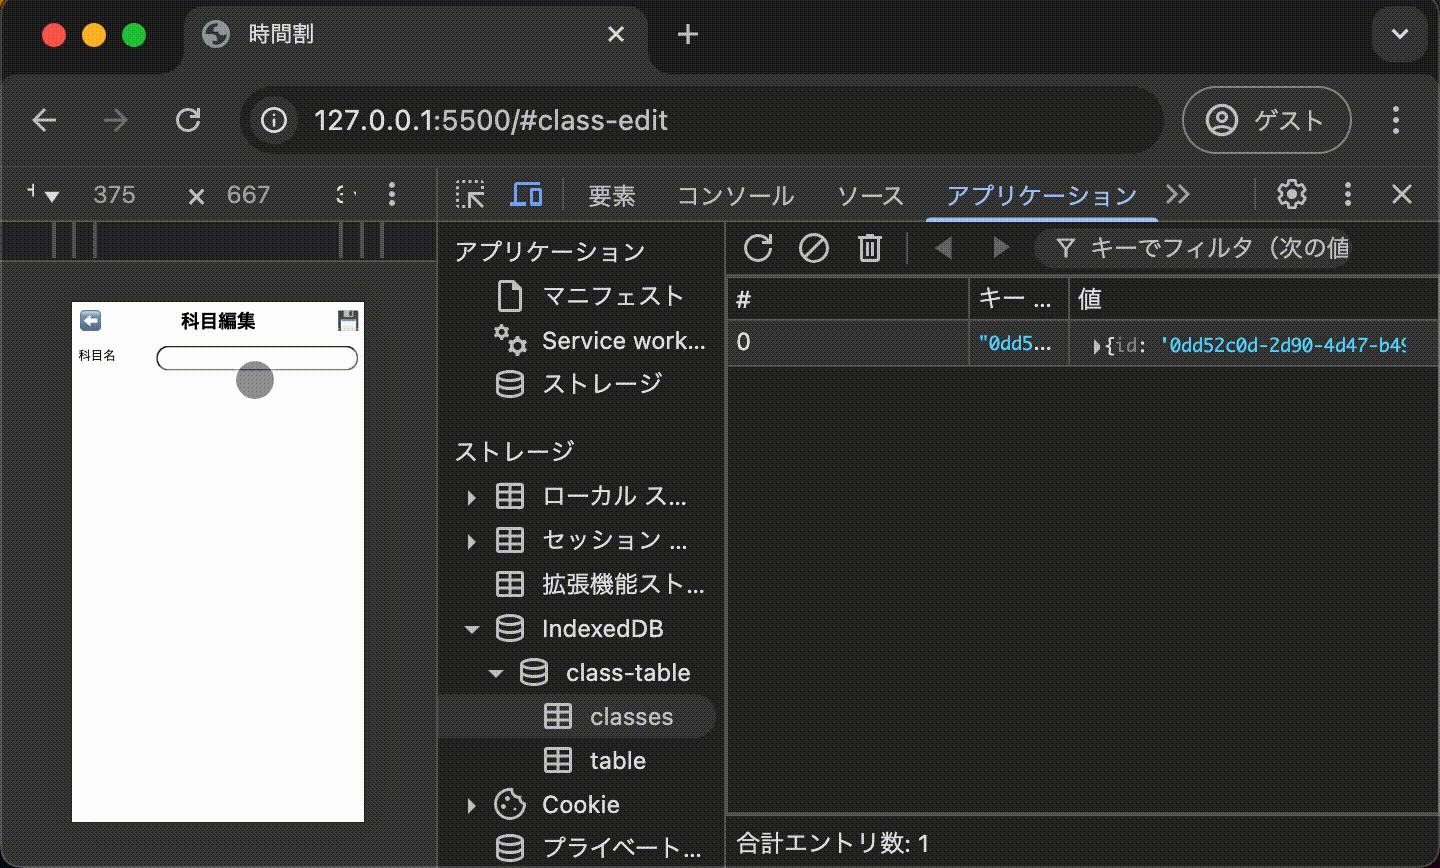 時間割
127.0.0.1:5500/#class-edit
ゲスト
375
667
要素
コンソール
ソース
アプリケーション
キーでフィルタ（次の値
科目編集
科目名
アプリケーション
マニフェスト
Service work...
ストレージ
ストレージ
ローカル ス...
セッション ...
拡張機能スト...
IndexedDB
class-table
classes
table
Cookie
プライベート...
# キー ... 値
0 "0dd5... {id: '0dd52c0d-2d90-4d47-b49
合計エントリ数: 1